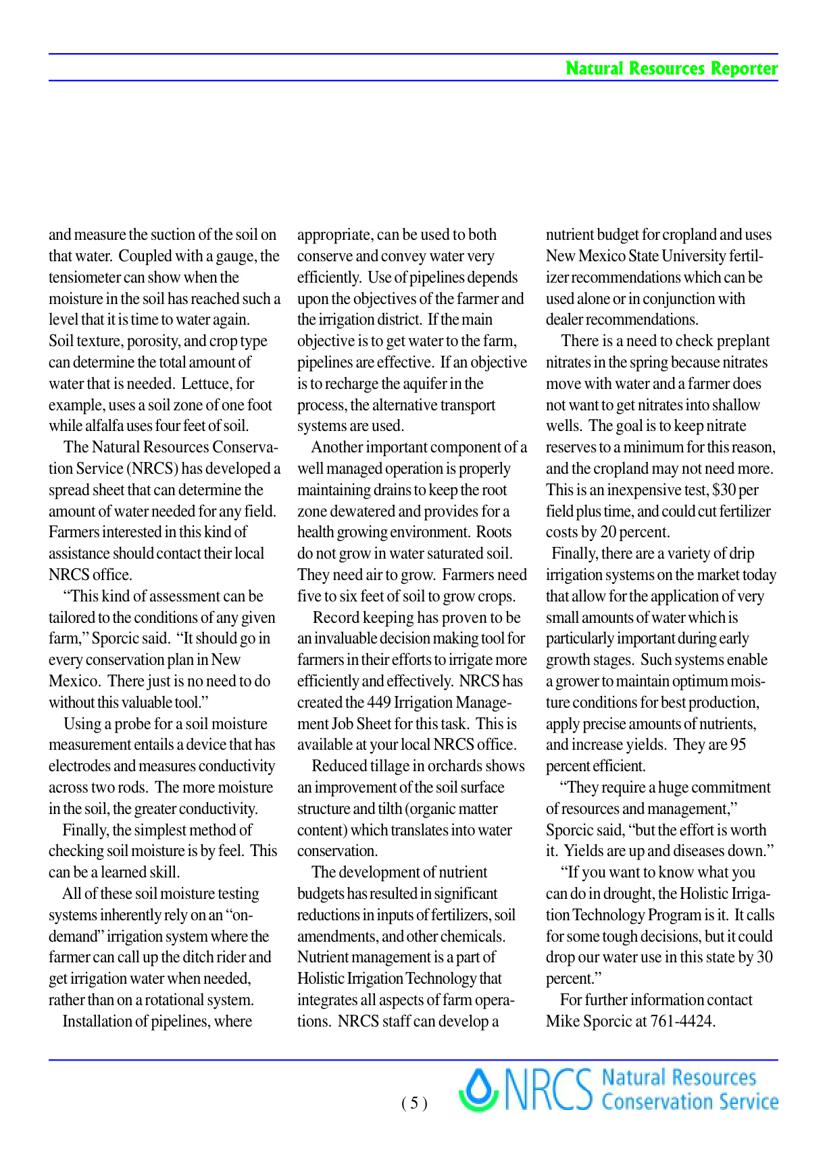 Natural Resources Reporter
and measure the suction of the soil on
that water.  Coupled with a gauge, the
tensiometer can show when the
moisture in the soil has reached such a
level that it is time to water again.
Soil texture, porosity, and crop type
can determine the total amount of
water that is needed.  Lettuce, for
example, uses a soil zone of one foot
while alfalfa uses four feet of soil.
The Natural Resources Conserva-
tion Service (NRCS) has developed a
spread sheet that can determine the
amount of water needed for any field.
Farmers interested in this kind of
assistance should contact their local
NRCS office.
“This kind of assessment can be
tailored to the conditions of any given
farm,” Sporcic said.  “It should go in
every conservation plan in New
Mexico.  There just is no need to do
without this valuable tool.”
Using a probe for a soil moisture
measurement entails a device that has
electrodes and measures conductivity
across two rods.  The more moisture
in the soil, the greater conductivity.
Finally, the simplest method of
checking soil moisture is by feel.  This
can be a learned skill.
All of these soil moisture testing
systems inherently rely on an “on-
demand” irrigation system where the
farmer can call up the ditch rider and
get irrigation water when needed,
rather than on a rotational system.
Installation of pipelines, where
appropriate, can be used to both
conserve and convey water very
efficiently.  Use of pipelines depends
upon the objectives of the farmer and
the irrigation district.  If the main
objective is to get water to the farm,
pipelines are effective.  If an objective
is to recharge the aquifer in the
process, the alternative transport
systems are used.
Another important component of a
well managed operation is properly
maintaining drains to keep the root
zone dewatered and provides for a
health growing environment.  Roots
do not grow in water saturated soil.
They need air to grow.  Farmers need
five to six feet of soil to grow crops.
Record keeping has proven to be
an invaluable decision making tool for
farmers in their efforts to irrigate more
efficiently and effectively.  NRCS has
created the 449 Irrigation Manage-
ment Job Sheet for this task.  This is
available at your local NRCS office.
Reduced tillage in orchards shows
an improvement of the soil surface
structure and tilth (organic matter
content) which translates into water
conservation.
The development of nutrient
budgets has resulted in significant
reductions in inputs of fertilizers, soil
amendments, and other chemicals.
Nutrient management is a part of
Holistic Irrigation Technology that
integrates all aspects of farm opera-
tions.  NRCS staff can develop a
nutrient budget for cropland and uses
New Mexico State University fertil-
izer recommendations which can be
used alone or in conjunction with
dealer recommendations.
There is a need to check preplant
nitrates in the spring because nitrates
move with water and a farmer does
not want to get nitrates into shallow
wells.  The goal is to keep nitrate
reserves to a minimum for this reason,
and the cropland may not need more.
This is an inexpensive test, $30 per
field plus time, and could cut fertilizer
costs by 20 percent.
Finally, there are a variety of drip
irrigation systems on the market today
that allow for the application of very
small amounts of water which is
particularly important during early
growth stages.  Such systems enable
a grower to maintain optimum mois-
ture conditions for best production,
apply precise amounts of nutrients,
and increase yields.  They are 95
percent efficient.
“They require a huge commitment
of resources and management,”
Sporcic said, “but the effort is worth
it.  Yields are up and diseases down.”
“If you want to know what you
can do in drought, the Holistic Irriga-
tion Technology Program is it.  It calls
for some tough decisions, but it could
drop our water use in this state by 30
percent.”
For further information contact
Mike Sporcic at 761-4424.
( 5 )
NRCS Natural Resources
Conservation Service